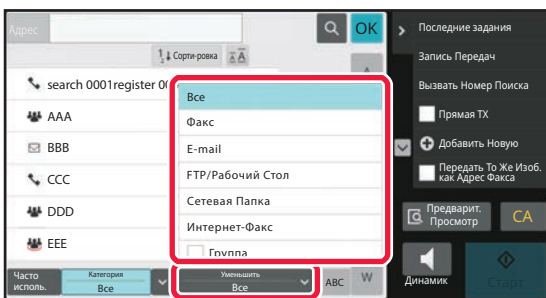 Адрес
OK
Сорти-ровка
search 0001register 00
AAA
BBB
CCC
DDD
EEE
Все
Факс
E-mail
FTP/Рабочий Стол
Сетевая Папка
Интернет-Факс
Группа
A
W
Часто
исполь.
Категория
Все
Уменьшить
Все
ABC
Последние задания
Запись Передач
Вызвать Номер Поиска
Прямая TX
Добавить Новую
Передать То Же Изоб.
как Адрес Факса
Предварит.
Просмотр
CA
Динамик
Старт